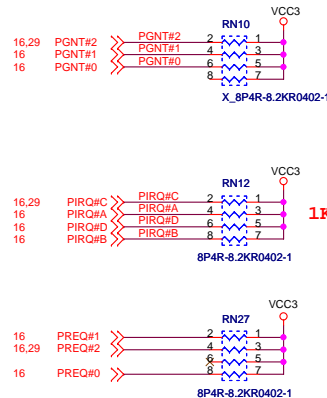 VCC3
RN10
16,29 PGNT#2 PGNT#2 2 1
16 PGNT#1 PGNT#1 4 3
16 PGNT#0 PGNT#0 6 5
8 7
X_8P4R-8.2KR0402-1
VCC3
RN12
16,29 PIRQ#C PIRQ#C 2 1
16 PIRQ#A PIRQ#A 4 3
16 PIRQ#D PIRQ#D 6 5
16 PIRQ#B PIRQ#B 8 7
8P4R-8.2KR0402-1
VCC3
RN27
16 PREQ#1 2 1
16,29 PREQ#2 4 3
6 5
16 PREQ#0 8 7
8P4R-8.2KR0402-1